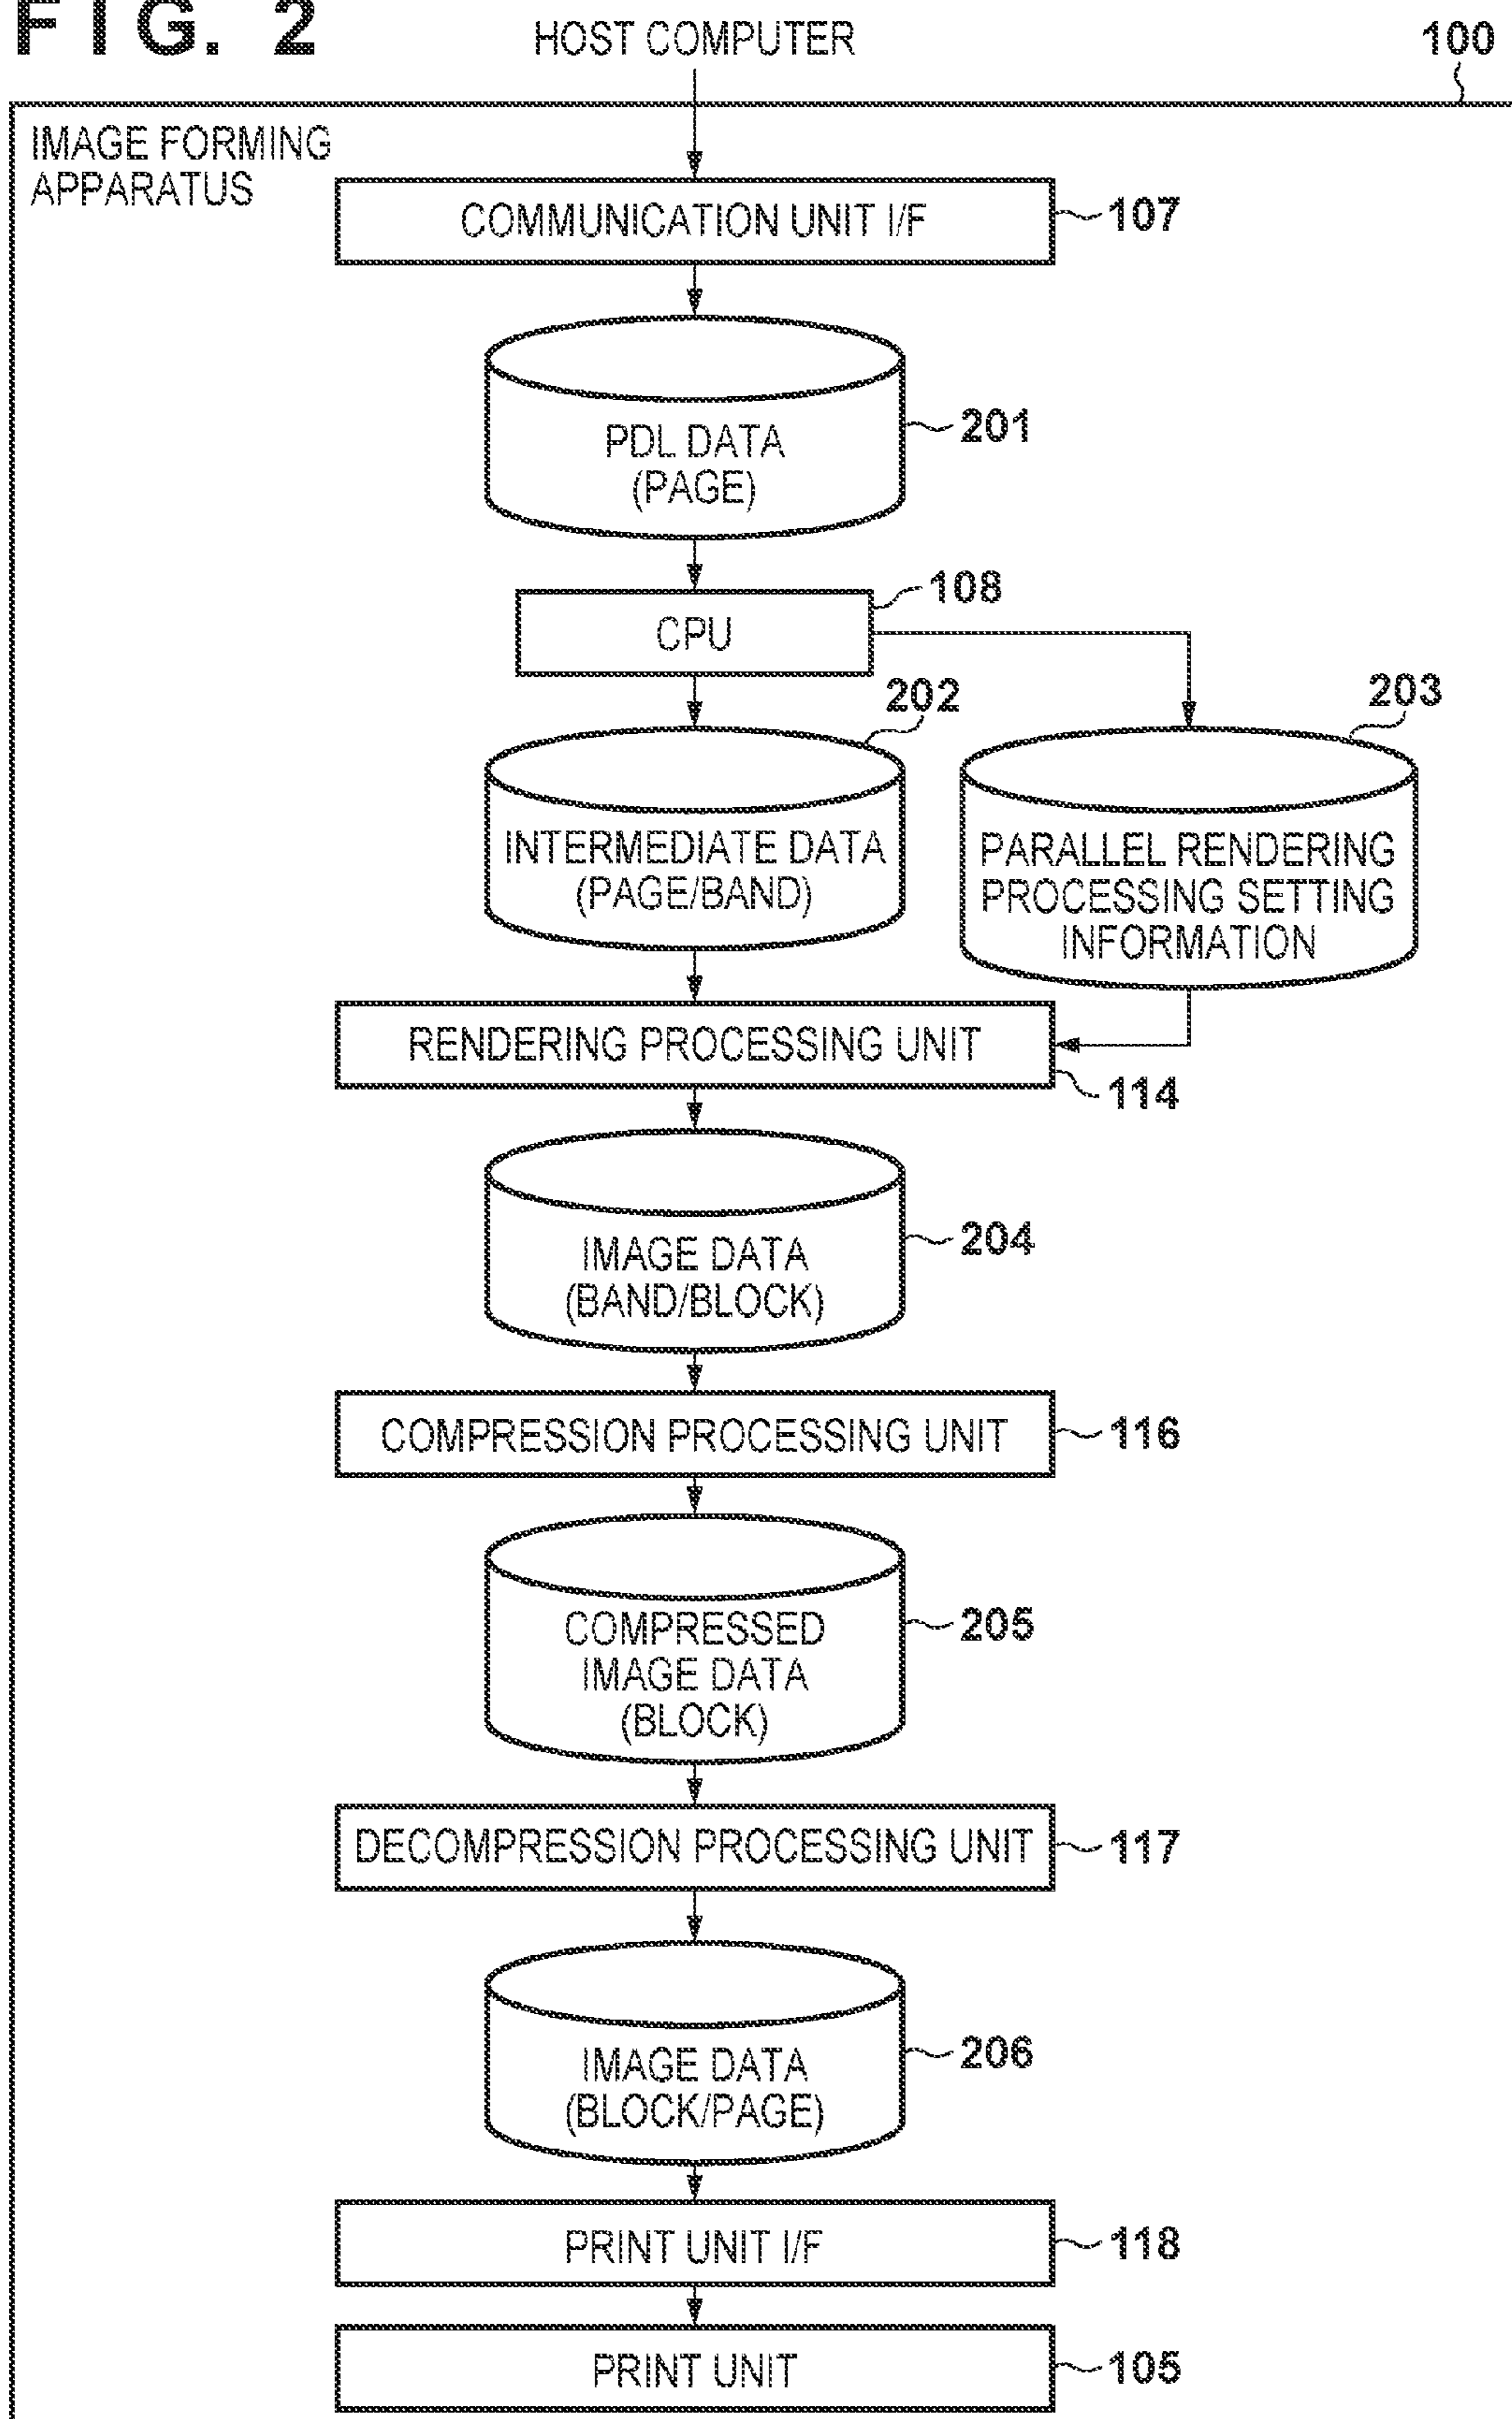 FIG. 2
HOST COMPUTER
100
IMAGE FORMING
APPARATUS
COMMUNICATION UNIT I/F
107
PDL DATA
(PAGE)
201
108
CPU
202
203
INTERMEDIATE DATA
(PAGE/BAND)
PARALLEL RENDERING
PROCESSING SETTING
INFORMATION
RENDERING PROCESSING UNIT
114
IMAGE DATA
(BAND/BLOCK)
204
COMPRESSION PROCESSING UNIT
116
COMPRESSED
IMAGE DATA
(BLOCK)
205
DECOMPRESSION PROCESSING UNIT
117
IMAGE DATA
(BLOCK/PAGE)
206
PRINT UNIT I/F
118
PRINT UNIT
105